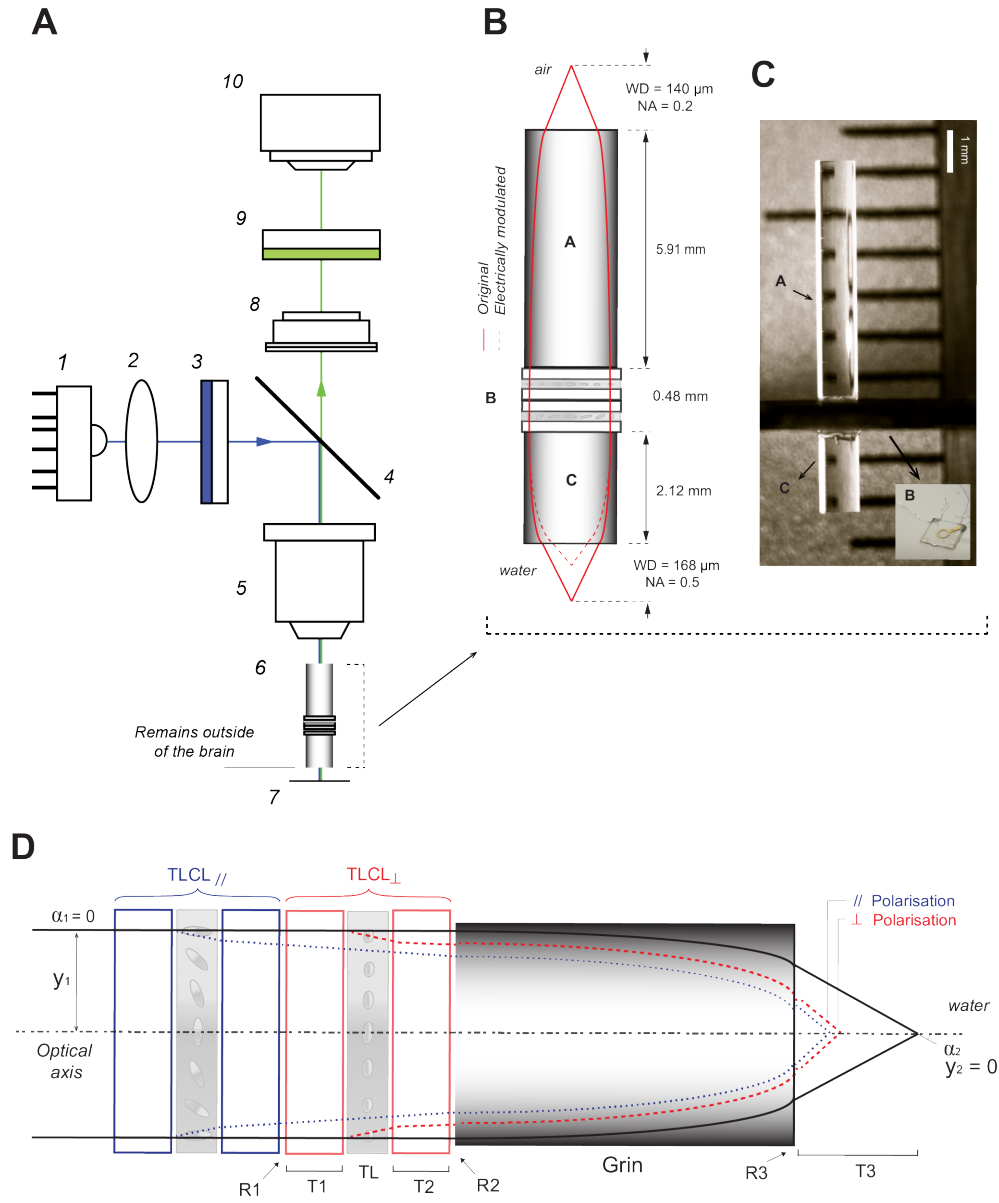 A
10
9
8
1
2
3
4
5
6
Remains outside
of the brain
7
B
air
WD = 140 µm
NA = 0.2
Original
Electrically modulated
A
5.91 mm
B
0.48 mm
C
2.12 mm
water
WD = 168 µm
NA = 0.5
C
1 mm
A
C
B
D
TLCL //
TLCL⊥
α1 = 0
y1
Optical
axis
// Polarisation
⊥ Polarisation
water
α2
y2 = 0
R1
T1
TL
T2
R2
Grin
R3
T3